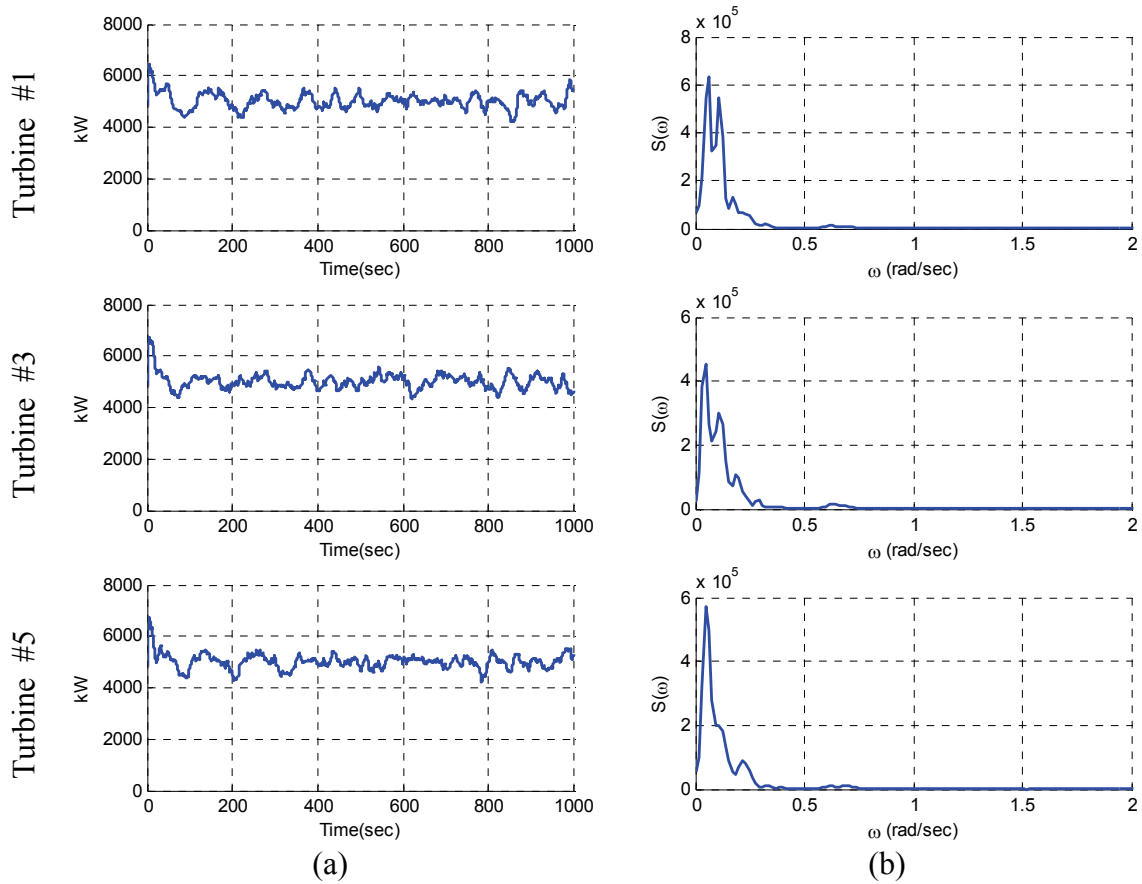 Turbine #1
8000
6000
4000
2000
0
kW
0 200 400 600 800 1000
Time(sec)
x 10^5
8
6
4
2
0
S(ω)
0 0.5 1 1.5 2
ω (rad/sec)
Turbine #3
8000
6000
4000
2000
0
kW
0 200 400 600 800 1000
Time(sec)
x 10^5
6
4
2
0
S(ω)
0 0.5 1 1.5 2
ω (rad/sec)
Turbine #5
8000
6000
4000
2000
0
kW
0 200 400 600 800 1000
Time(sec)
x 10^5
6
4
2
0
S(ω)
0 0.5 1 1.5 2
ω (rad/sec)
(a) (b)